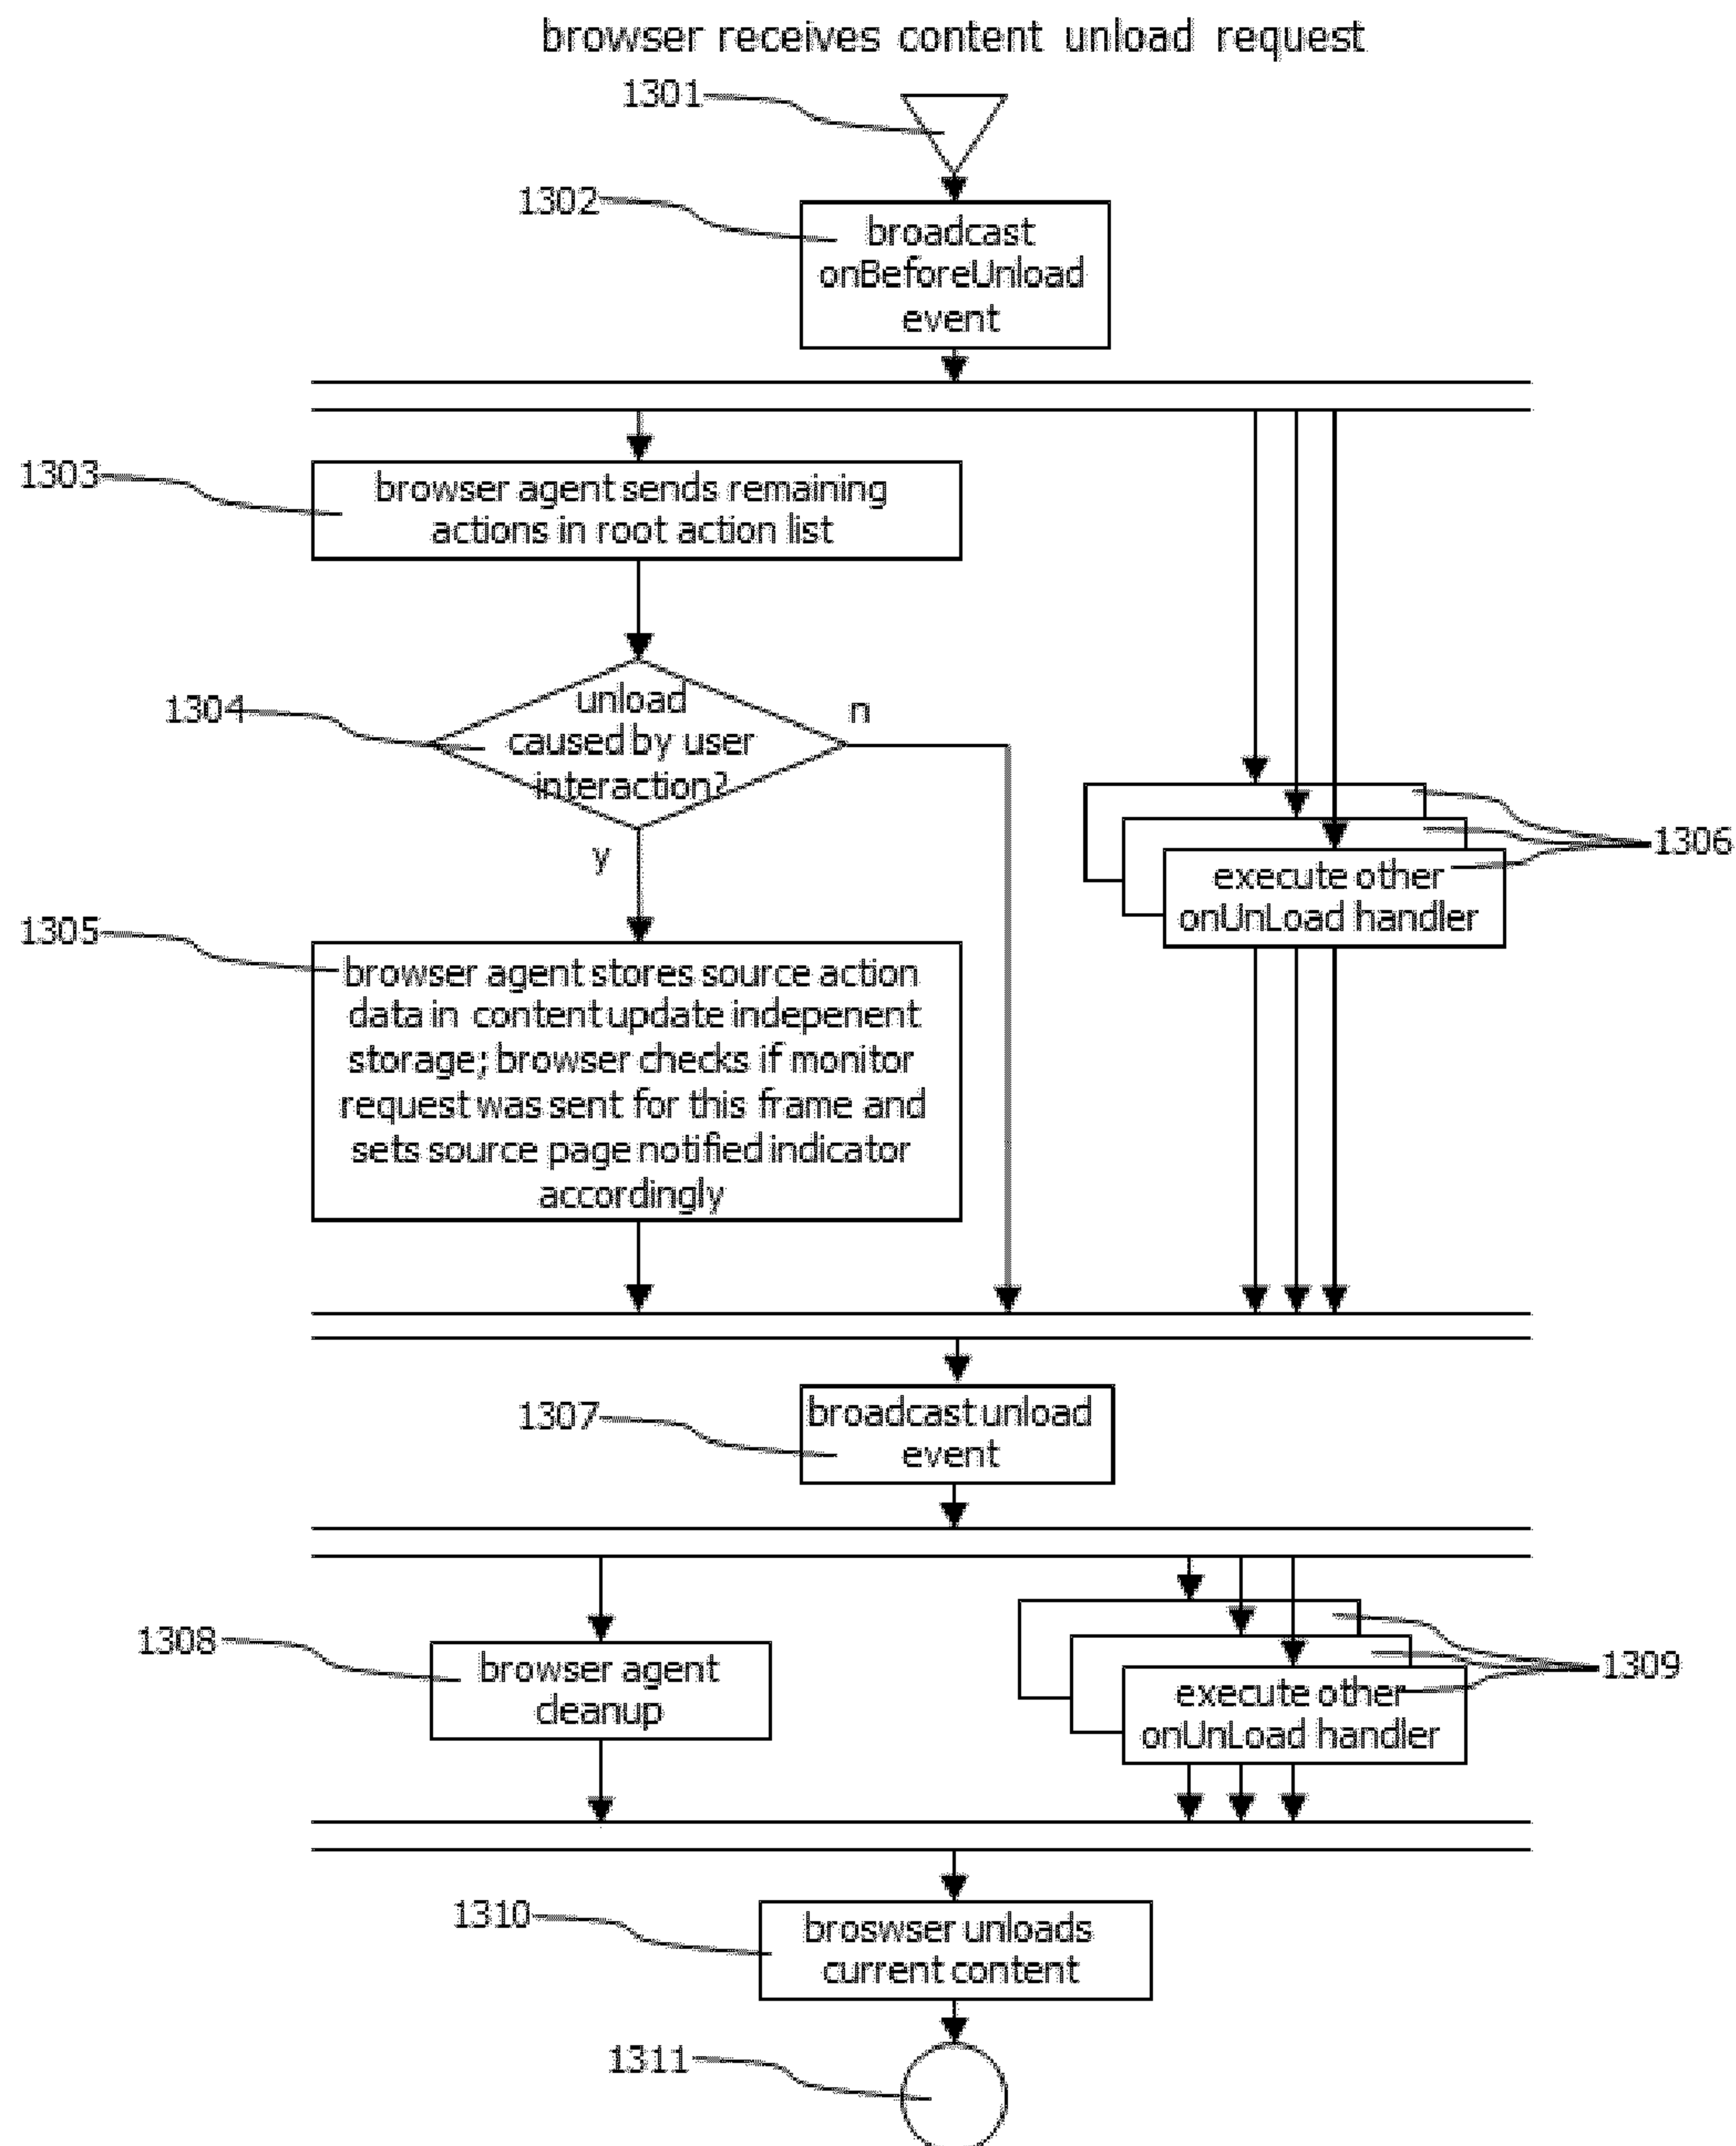 browser receives content unload request
1301
1302
broadcast
onBeforeUnload
event
1303
browser agent sends remaining
actions in root action list
1304
unload
caused by user
interaction?
n
y
1306
execute other
onUnLoad handler
1305
browser agent stores source action
data in content update indepenent
storage; browser checks if monitor
request was sent for this frame and
sets source page notified indicator
accordingly
1307
broadcast unload
event
1308
browser agent
cleanup
1309
execute other
onUnLoad handler
1310
broswser unloads
current content
1311